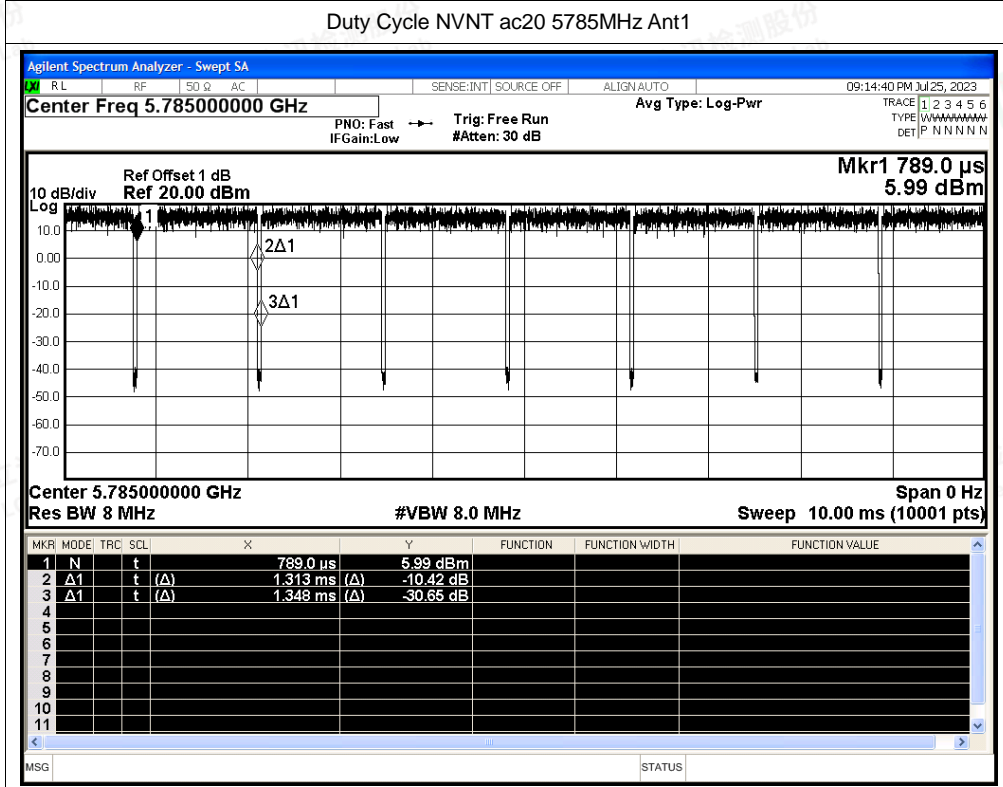 Duty Cycle NVNT ac20 5785MHz Ant1
Agilent Spectrum Analyzer - Swept SA
LXI RL RF 50 Ω AC SENSE:INT SOURCE OFF ALIGN AUTO 09:14:40 PM Jul 25, 2023
Center Freq 5.785000000 GHz Avg Type: Log-Pwr TRACE 1 2 3 4 5 6
PNO: Fast Trig: Free Run TYPE WWWWWW
IFGain:Low #Atten: 30 dB DET P N N N N N
Mkr1 789.0 µs
Ref Offset 1 dB
10 dB/div Ref 20.00 dBm 5.99 dBm
Log
1
10.0
2Δ1
0.00
-10.0
3Δ1
-20.0
-30.0
-40.0
-50.0
-60.0
-70.0
Center 5.785000000 GHz Span 0 Hz
Res BW 8 MHz #VBW 8.0 MHz Sweep 10.00 ms (10001 pts)
MKR MODE TRC SCL X Y FUNCTION FUNCTION WIDTH FUNCTION VALUE
1 N t 789.0 µs 5.99 dBm
2 Δ1 t (Δ) 1.313 ms (Δ) -10.42 dB
3 Δ1 t (Δ) 1.348 ms (Δ) -30.65 dB
4
5
6
7
8
9
10
11
MSG STATUS